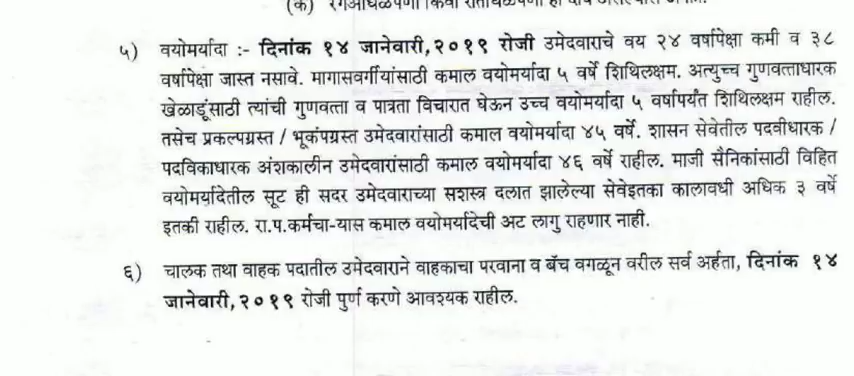 (क) रंगआंधळेपणा किंवा रातांधळेपणा हा दोष
५) वयोमर्यादा :- दिनांक १४ जानेवारी,२०१९ रोजी उमेदवाराचे वय २४ वर्षापेक्षा कमी व ३८
वर्षापेक्षा जास्त नसावे. मागासवर्गीयांसाठी कमाल वयोमर्यादा ५ वर्षे शिथिलक्षम. अत्युच्च गुणवत्ताधारक
खेळाडूंसाठी त्यांची गुणवत्ता व पात्रता विचारात घेऊन उच्च वयोमर्यादा ५ वर्षापर्यंत शिथिलक्षम राहील.
तसेच प्रकल्पग्रस्त / भूकंपग्रस्त उमेदवारांसाठी कमाल वयोमर्यादा ४५ वर्षे. शासन सेवेतील पदवीधारक /
पदविकाधारक अंशकालीन उमेदवारांसाठी कमाल वयोमर्यादा ४६ वर्षे राहील. माजी सैनिकांसाठी विहित
वयोमर्यादेतील सूट ही सदर उमेदवाराच्या सशस्त्र दलात झालेल्या सेवेइतका कालावधी अधिक ३ वर्षे
इतकी राहील. रा.प.कर्मचा-यास कमाल वयोमर्यादेची अट लागु राहणार नाही.
६) चालक तथा वाहक पदातील उमेदवाराने वाहकाचा परवाना व बॅच वगळून वरील सर्व अर्हता, दिनांक १४
जानेवारी,२०१९ रोजी पुर्ण करणे आवश्यक राहील.